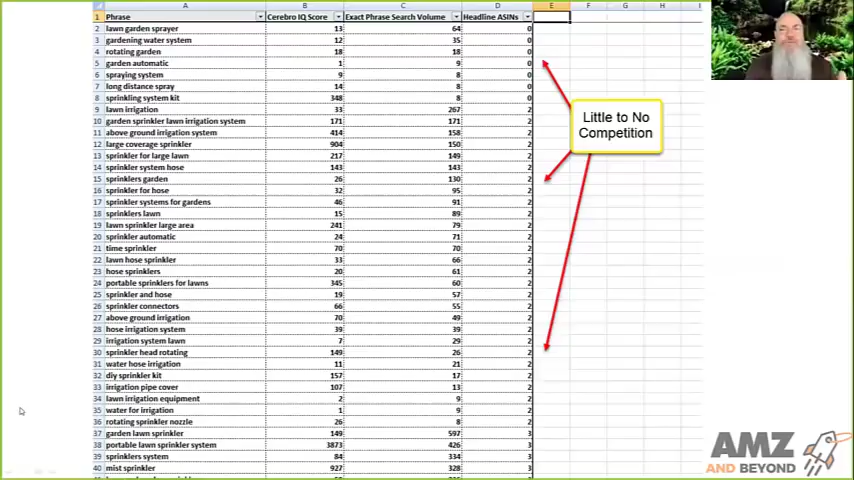 A B C D E F G H
1 Phrase Cerebro IQ Score Exact Phrase Search Volume Headline ASINs
2 lawn garden sprayer 13 64 0
3 gardening water system 12 35 0
4 rotating garden 18 18 0
5 garden automatic 1 9 0
6 spraying system 9 8 0
7 long distance spray 14 8 0
8 sprinkling system kit 348 8 0
9 lawn irrigation 33 267 2
10 garden sprinkler lawn irrigation system 171 171 2
11 above ground irrigation system 414 158 2
12 large coverage sprinkler 904 150 2
13 sprinkler for large lawn 217 149 2
14 sprinkler system hose 143 143 2
15 sprinklers garden 26 130 2
16 sprinkler for hose 32 95 2
17 sprinkler systems for gardens 46 91 2
18 sprinklers lawn 15 89 2
19 lawn sprinkler large area 241 79 2
20 sprinkler automatic 24 71 2
21 time sprinkler 70 70 2
22 lawn hose sprinkler 33 66 2
23 hose sprinklers 20 61 2
24 portable sprinklers for lawns 345 60 2
25 sprinkler and hose 19 57 2
26 sprinkler connectors 66 55 2
27 above ground irrigation 70 49 2
28 hose irrigation system 39 39 2
29 irrigation system lawn 7 29 2
30 sprinkler head rotating 149 26 2
31 water hose irrigation 11 21 2
32 diy sprinkler kit 157 17 2
33 irrigation pipe cover 107 13 2
34 lawn irrigation equipment 2 9 2
35 water for irrigation 1 9 2
36 rotating sprinkler nozzle 26 8 2
37 garden lawn sprinkler 149 597 3
38 portable lawn sprinkler system 3873 426 3
39 sprinklers system 84 334 3
40 mist sprinkler 927 328 3
Little to No
Competition
AMZ
AND BEYOND